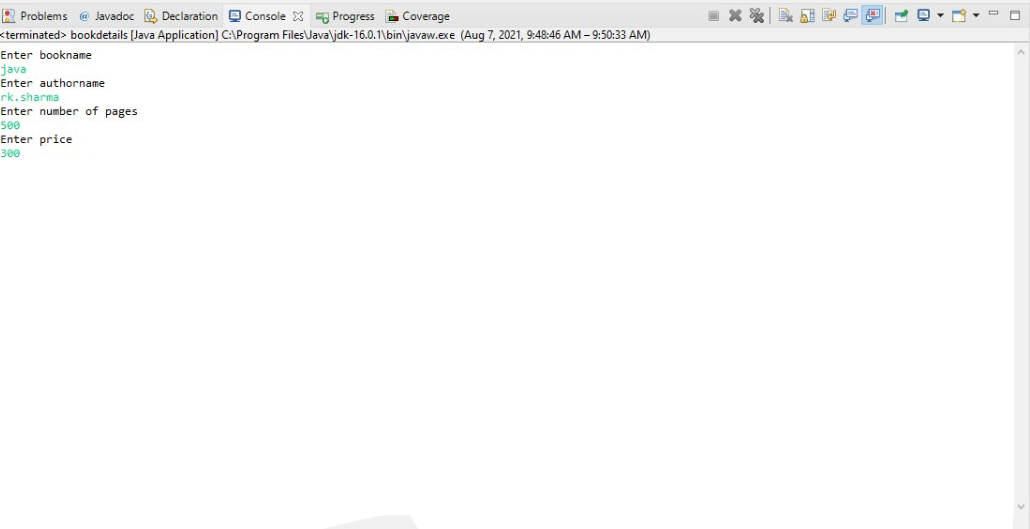 Problems @ Javadoc Declaration Console Progress Coverage
<terminated> bookdetails [Java Application] C:\Program Files\Java\jdk-16.0.1\bin\javaw.exe (Aug 7, 2021, 9:48:46 AM – 9:50:33 AM)
Enter bookname
java
Enter authorname
rk.sharma
Enter number of pages
500
Enter price
300